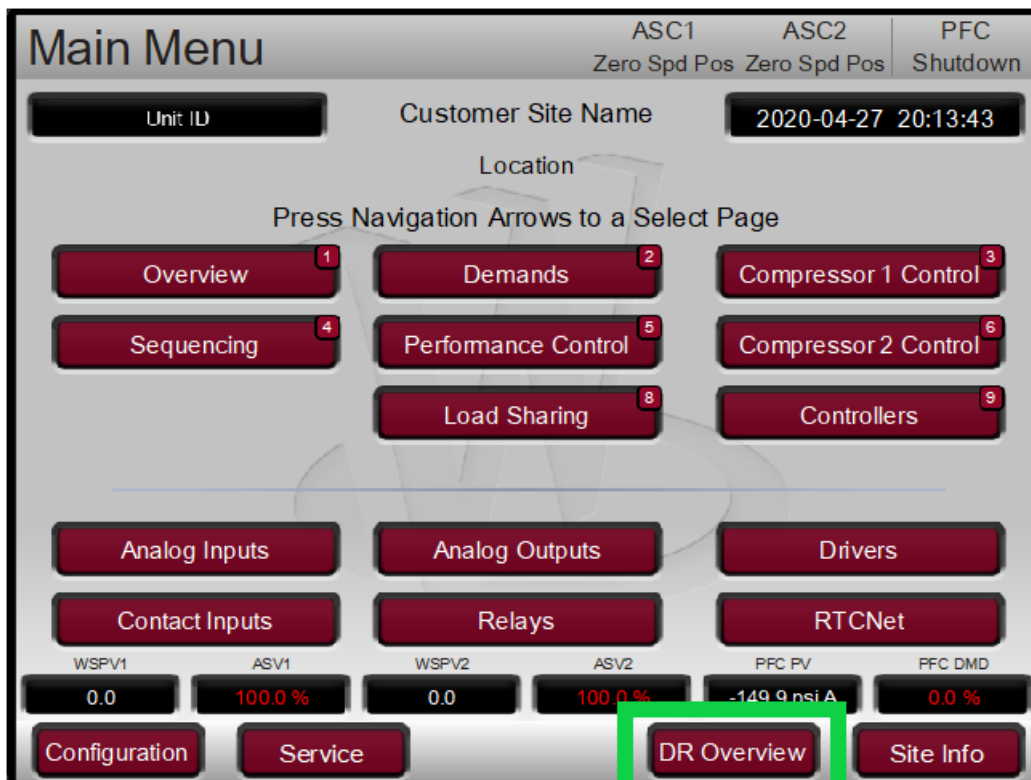 Main Menu
ASC1 ASC2 PFC
Zero Spd Pos Zero Spd Pos Shutdown
Unit ID
Customer Site Name
2020-04-27 20:13:43
Location
Press Navigation Arrows to a Select Page
Overview 1
Demands 2
Compressor 1 Control 3
Sequencing 4
Performance Control 5
Compressor 2 Control 6
Load Sharing 8
Controllers 9
Analog Inputs
Analog Outputs
Drivers
Contact Inputs
Relays
RTCNet
WSPV1 ASV1 WSPV2 ASV2 PFC PV PFC DMD
0.0 100.0 % 0.0 100.0 % -149.9 psi A 0.0 %
Configuration
Service
DR Overview
Site Info